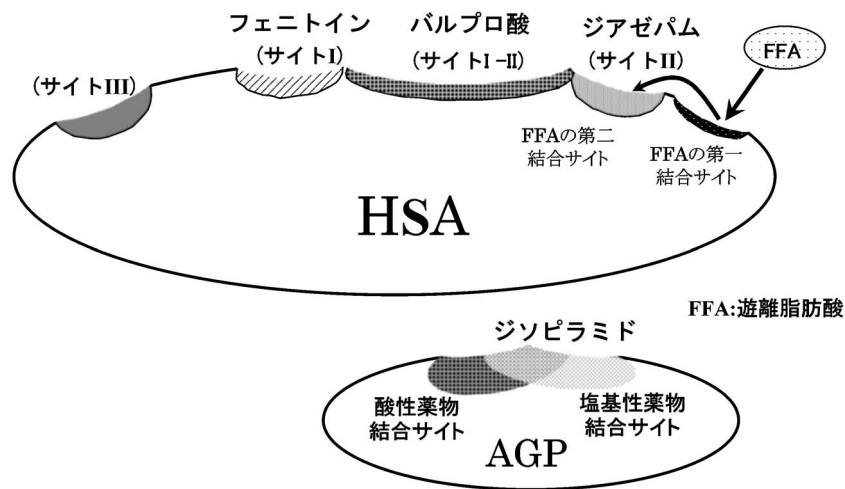 フェニトイン
(サイトI)
バルプロ酸
(サイトI-II)
ジアゼパム
(サイトII)
FFA
(サイトIII)
FFAの第二
結合サイト
FFAの第一
結合サイト
HSA
FFA:遊離脂肪酸
ジソピラミド
酸性薬物
結合サイト
塩基性薬物
結合サイト
AGP